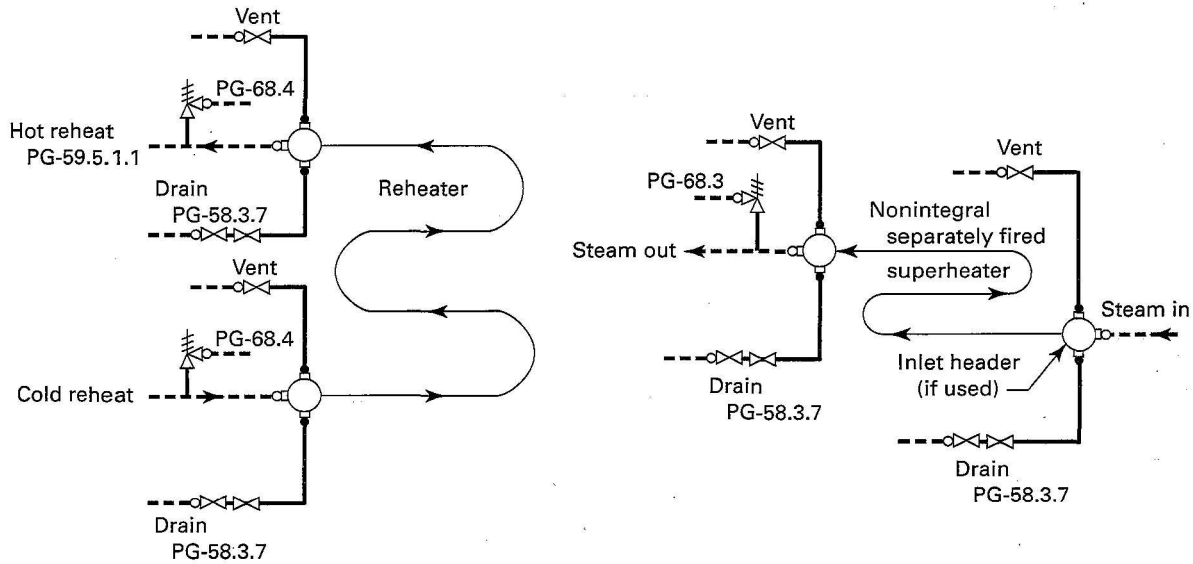 Vent
PG-68.4
Hot reheat
PG-59.5.1.1
Drain
PG-58.3.7
Reheater
Vent
PG-68.4
Cold reheat
Drain
PG-58.3.7
Vent
PG-68.3
Steam out
Nonintegral
separately fired
superheater
Drain
PG-58.3.7
Vent
Steam in
Inlet header
(if used)
Drain
PG-58.3.7